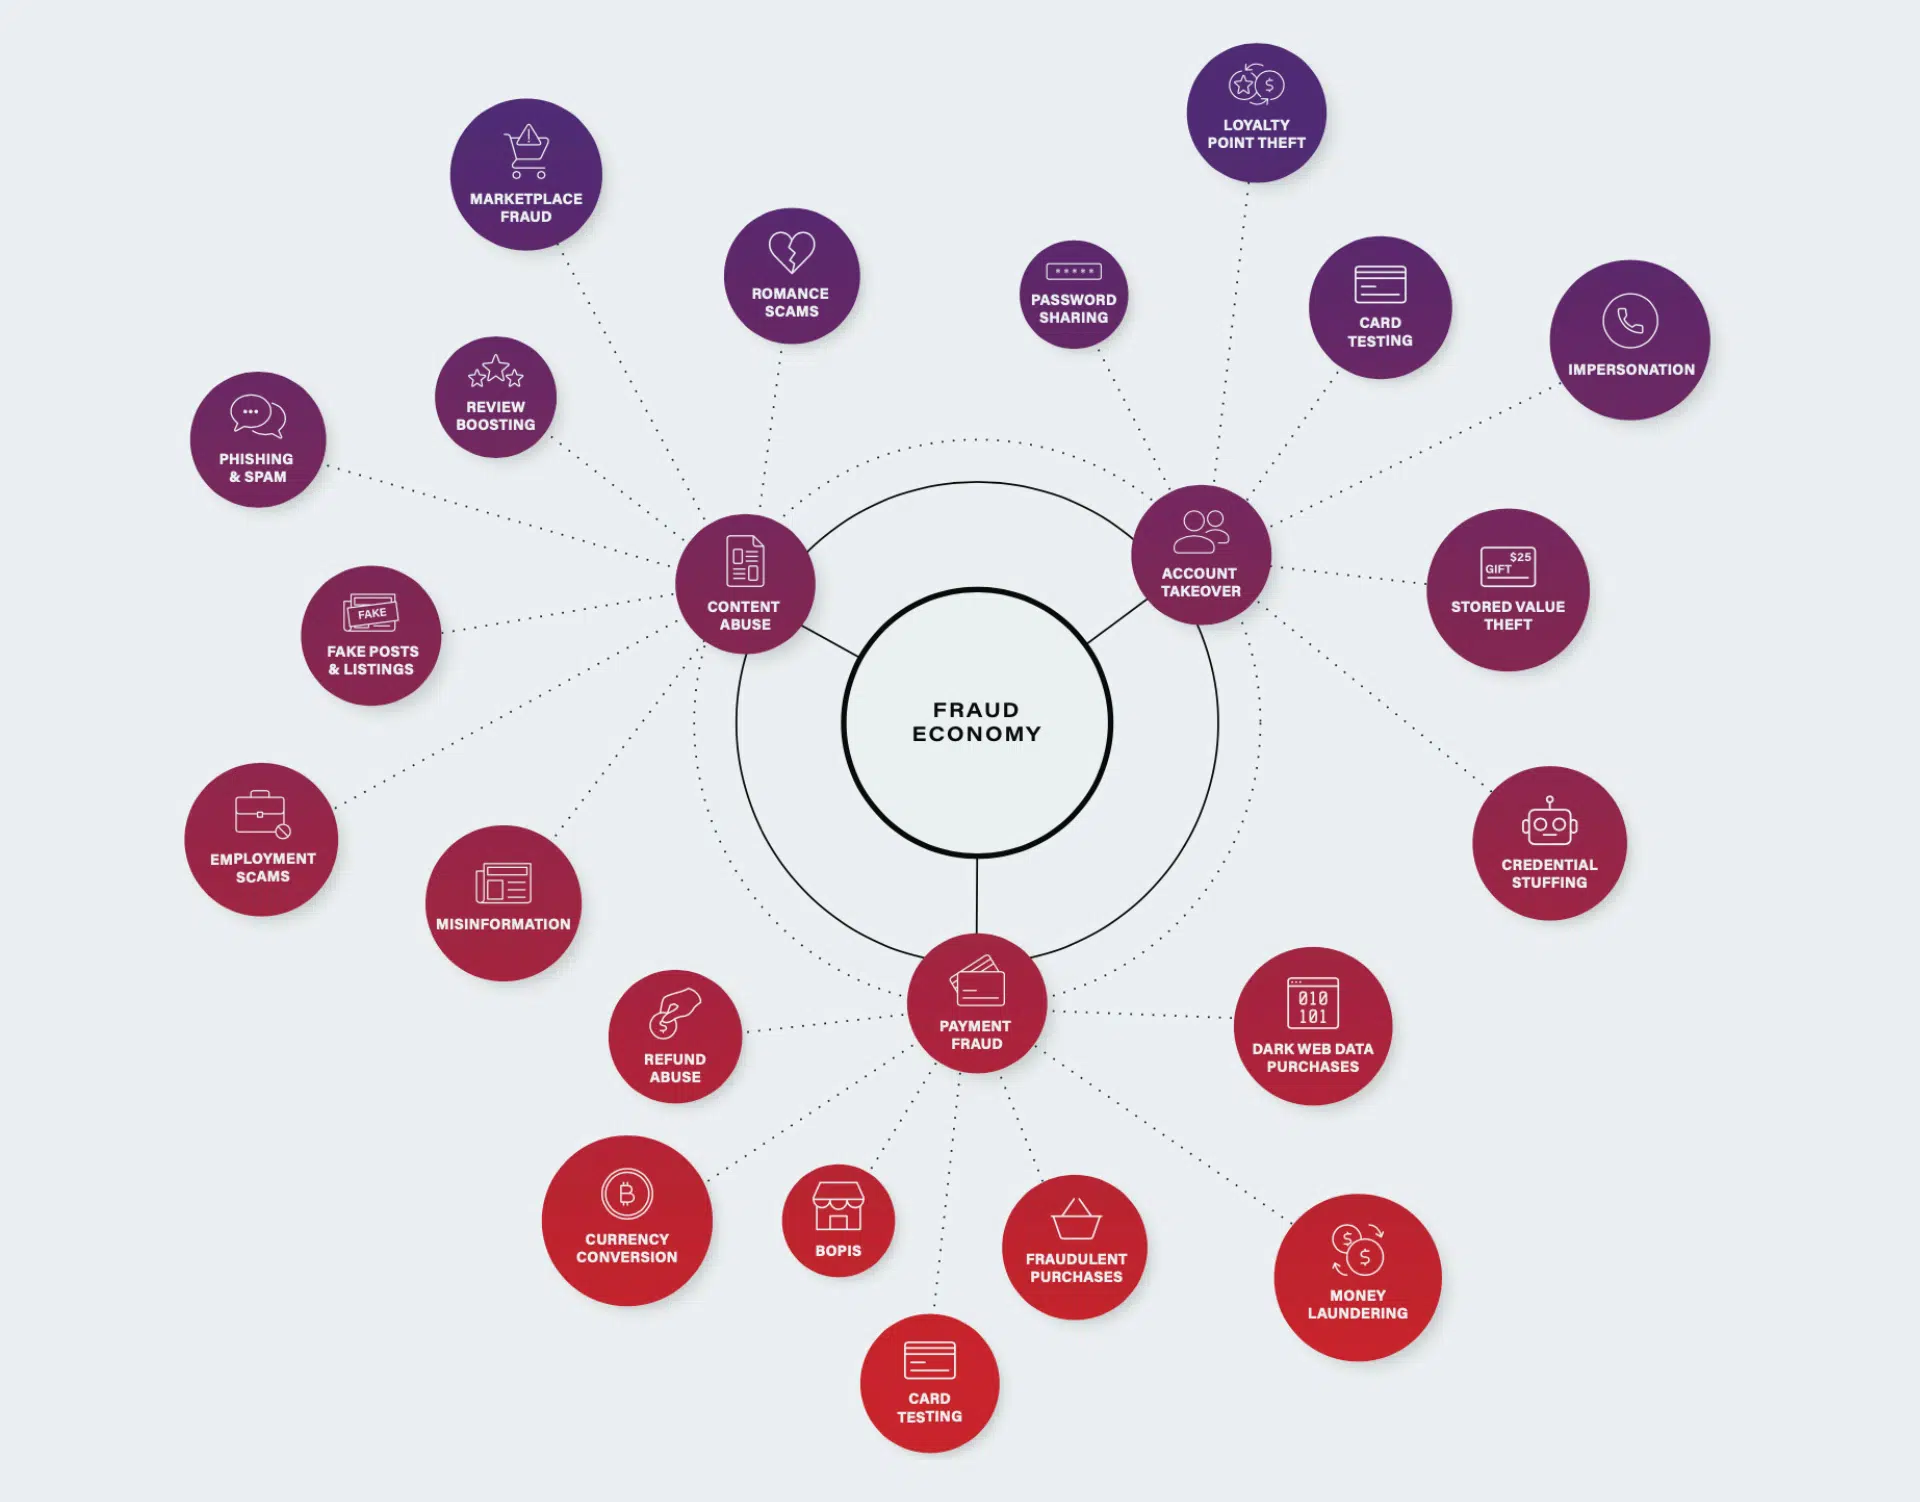 LOYALTY
POINT THEFT
MARKETPLACE
FRAUD
ROMANCE
SCAMS
*****
PASSWORD
SHARING
CARD
TESTING
IMPERSONATION
REVIEW
BOOSTING
PHISHING
& SPAM
$25
GIFT
STORED VALUE
THEFT
ACCOUNT
TAKEOVER
CONTENT
ABUSE
FAKE
FAKE POSTS
& LISTINGS
FRAUD
ECONOMY
EMPLOYMENT
SCAMS
CREDENTIAL
STUFFING
MISINFORMATION
PAYMENT
FRAUD
010
101
DARK WEB DATA
PURCHASES
REFUND
ABUSE
CURRENCY
CONVERSION
BOPIS
FRAUDULENT
PURCHASES
MONEY
LAUNDERING
CARD
TESTING